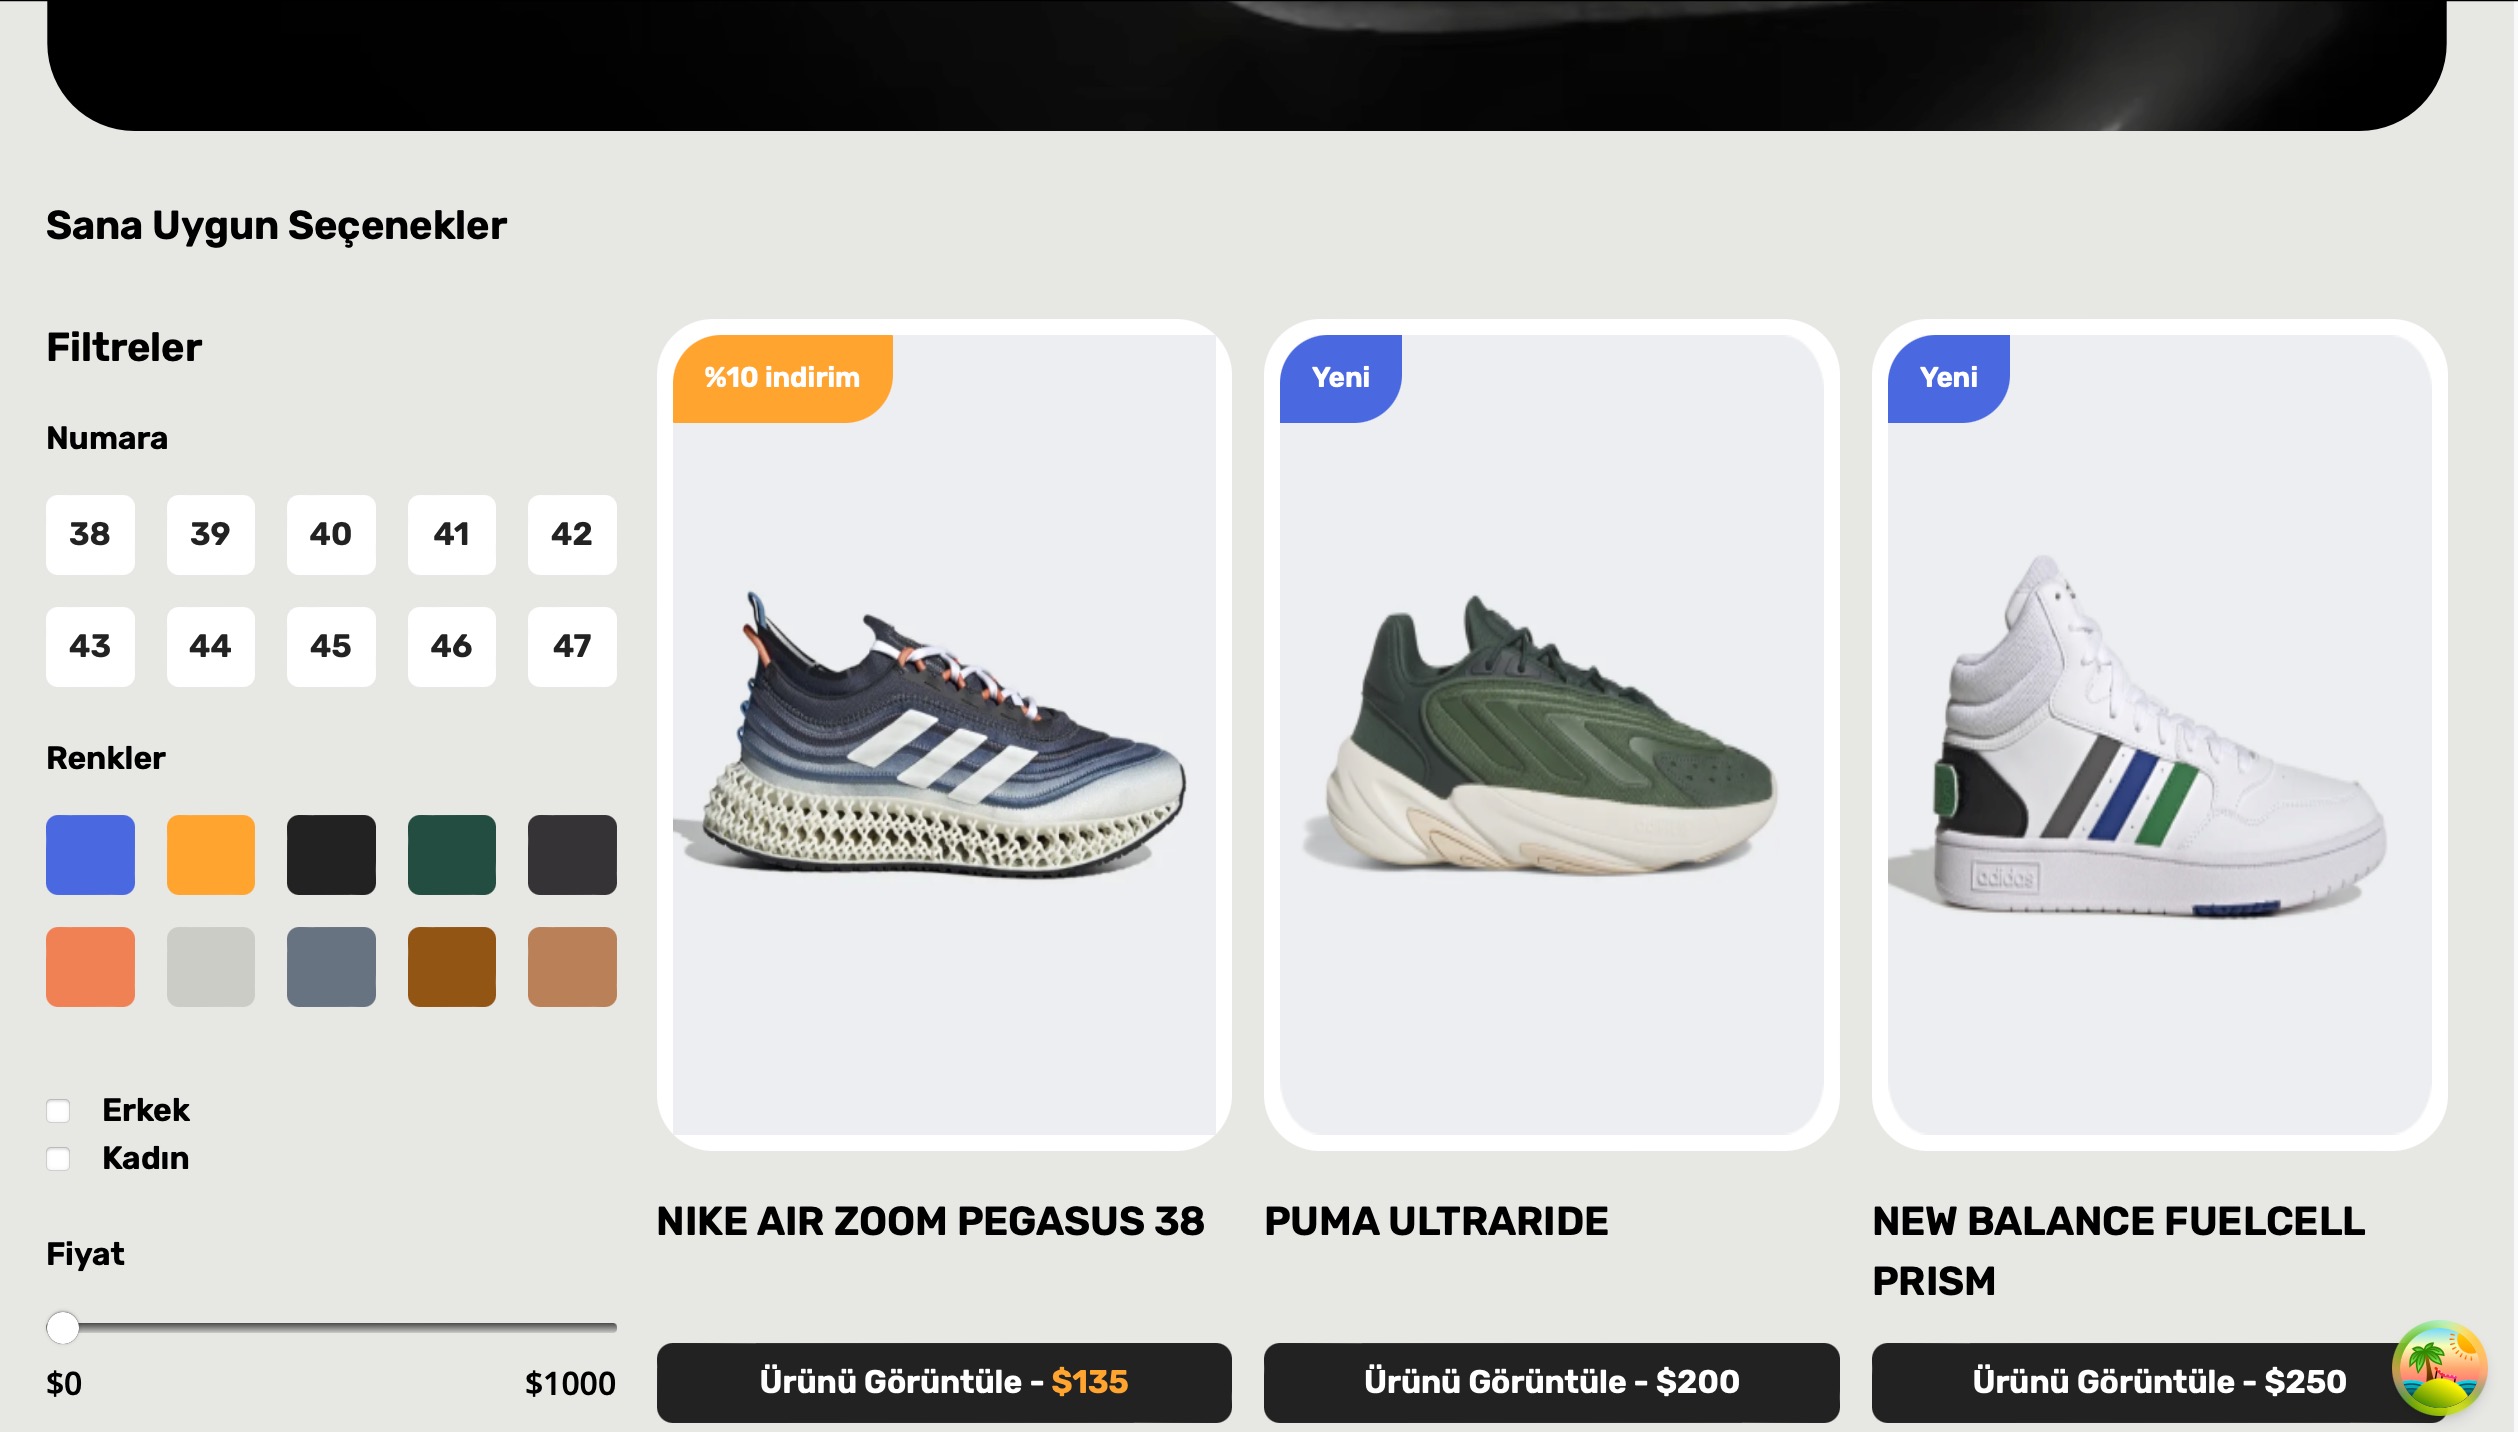 Sana Uygun Seçenekler
Filtreler
Numara
38 39 40 41 42
43 44 45 46 47
Renkler
Erkek
Kadın
Fiyat
$0 $1000
%10 indirim
NIKE AIR ZOOM PEGASUS 38
Ürünü Görüntüle - $135
Yeni
PUMA ULTRARIDE
Ürünü Görüntüle - $200
Yeni
adidas
NEW BALANCE FUELCELL
PRISM
Ürünü Görüntüle - $250